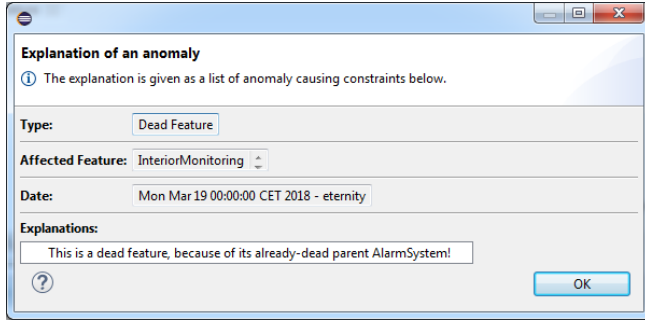 Explanation of an anomaly
The explanation is given as a list of anomaly causing constraints below.
Type: Dead Feature
Affected Feature: InteriorMonitoring
Date: Mon Mar 19 00:00:00 CET 2018 - eternity
Explanations:
This is a dead feature, because of its already-dead parent AlarmSystem!
OK